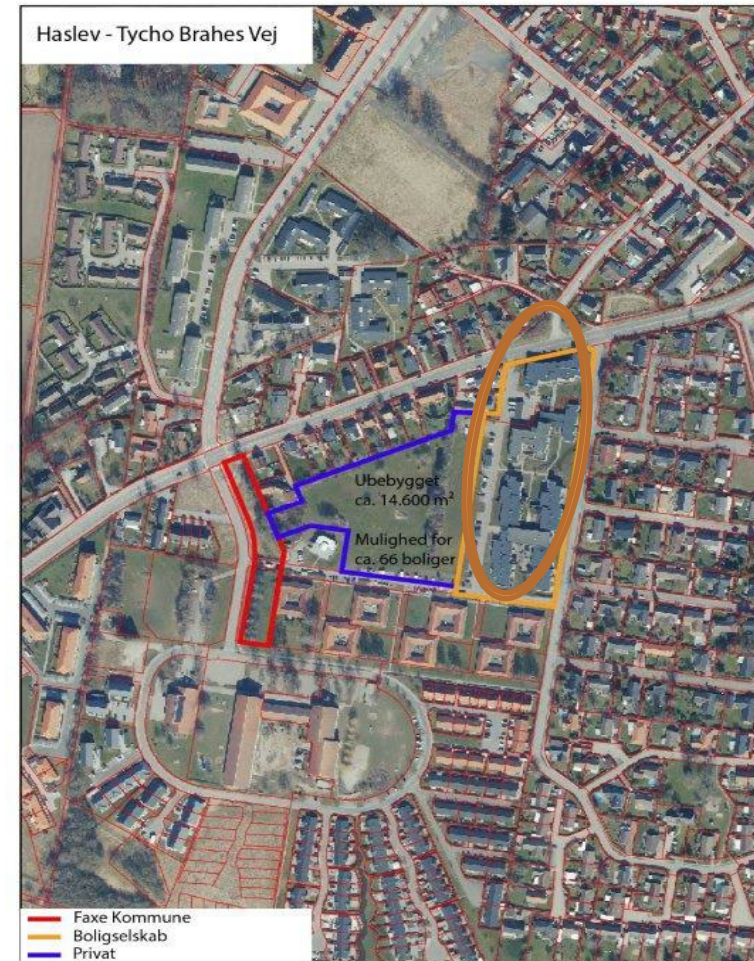 Haslev - Tycho Brahes Vej
Ubebygget
ca. 14.600 m²
Mulighed for
ca. 66 boliger
Faxe Kommune
Boligselskab
Privat